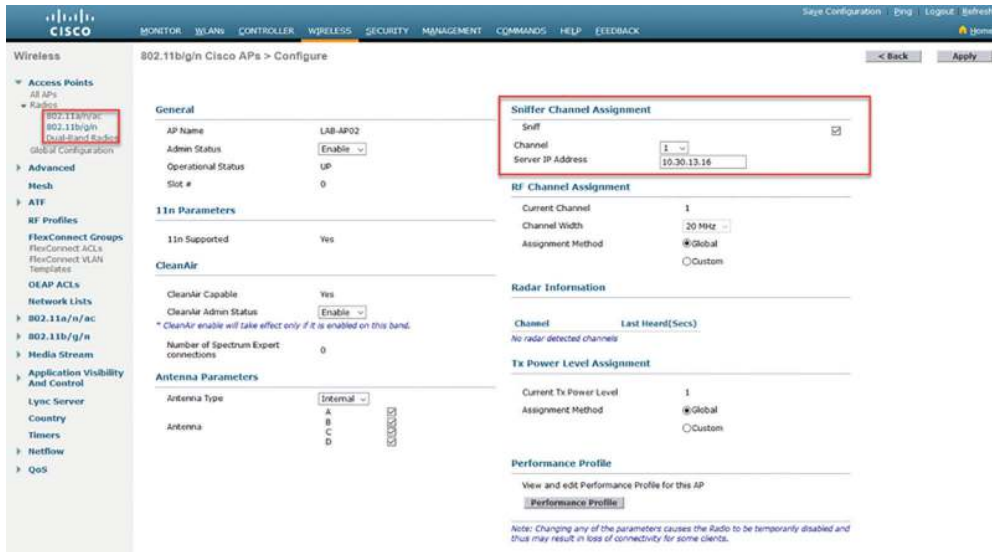 Save Configuration Ping Logout Refresh
CISCO
MONITOR WLANs CONTROLLER WIRELESS SECURITY MANAGEMENT COMMANDS HELP FEEDBACK
Home
Wireless
802.11b/g/n Cisco APs > Configure
< Back
Apply
Access Points
All APs
Radios
802.11a/n/ac
802.11b/g/n
Dual-Band Radios
Global Configuration
Advanced
Mesh
ATF
RF Profiles
FlexConnect Groups
FlexConnect ACLs
FlexConnect VLAN
Templates
OEAP ACLs
Network Lists
802.11a/n/ac
802.11b/g/n
Media Stream
Application Visibility
And Control
Lync Server
Country
Timers
Netflow
QoS
General
AP Name LAB-AP02
Admin Status Enable
Operational Status UP
Slot # 0
11n Parameters
11n Supported Yes
CleanAir
CleanAir Capable Yes
CleanAir Admin Status Enable
* CleanAir enable will take effect only if it is enabled on this band.
Number of Spectrum Expert
connections 0
Antenna Parameters
Antenna Type Internal
Antenna
A
B
C
D
Sniffer Channel Assignment
Sniff
Channel 1
Server IP Address 10.30.13.16
RF Channel Assignment
Current Channel 1
Channel Width 20 MHz
Assignment Method Global
Custom
Radar Information
Channel Last Heard(Secs)
No radar detected channels
Tx Power Level Assignment
Current Tx Power Level 1
Assignment Method Global
Custom
Performance Profile
View and edit Performance Profile for this AP
Performance Profile
Note: Changing any of the parameters causes the Radio to be temporarily disabled and
thus may result in loss of connectivity for some clients.